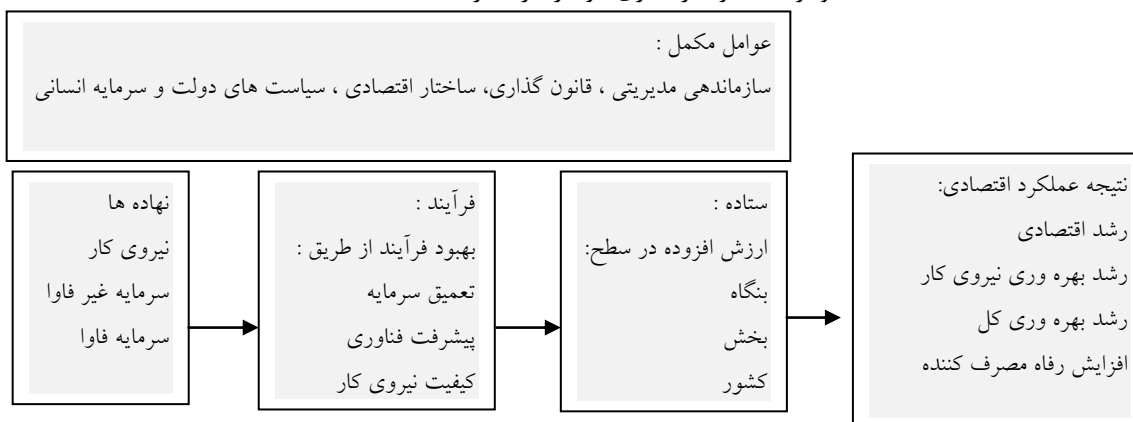 عوامل مکمل :
سازماندهی مدیریتی ، قانون گذاری، ساختار اقتصادی ، سیاست های دولت و سرمایه انسانی
نهاده ها
نیروی کار
سرمایه غیر فاوا
سرمایه فاوا
فرآیند :
بهبود فرآیند از طریق :
تعمیق سرمایه
پیشرفت فناوری
کیفیت نیروی کار
ستاده :
ارزش افزوده در سطح:
بنگاه
بخش
کشور
نتیجه عملکرد اقتصادی:
رشد اقتصادی
رشد بهره وری نیروی کار
رشد بهره وری کل
افزایش رفاه مصرف کننده